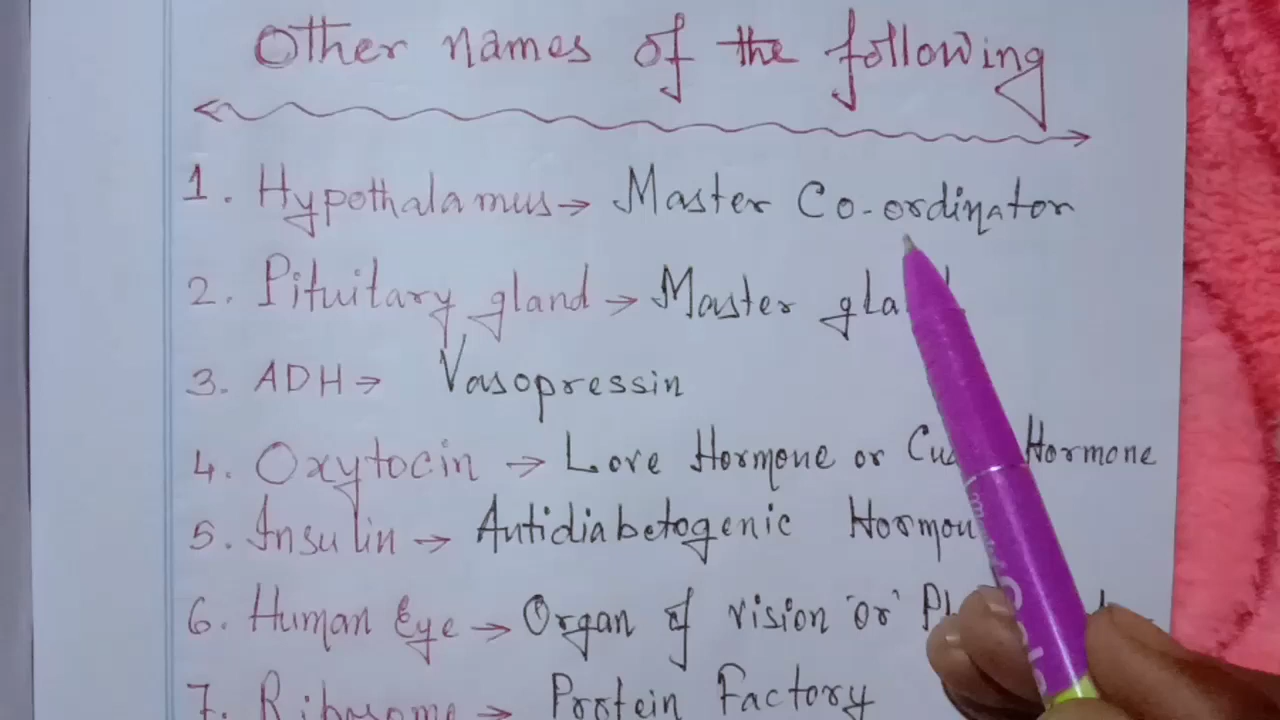 Other names of the following
1. Hypothalamus → Master Co-ordinator
2. Pituitary gland → Master
3. ADH → Vasopressin
4. Oxytocin → Love Hormone or Hormone
5. Insulin → Antidiabetogenic
6. Human Eye → Organ of vision 'or'
7. Ribosome → Protein Factory